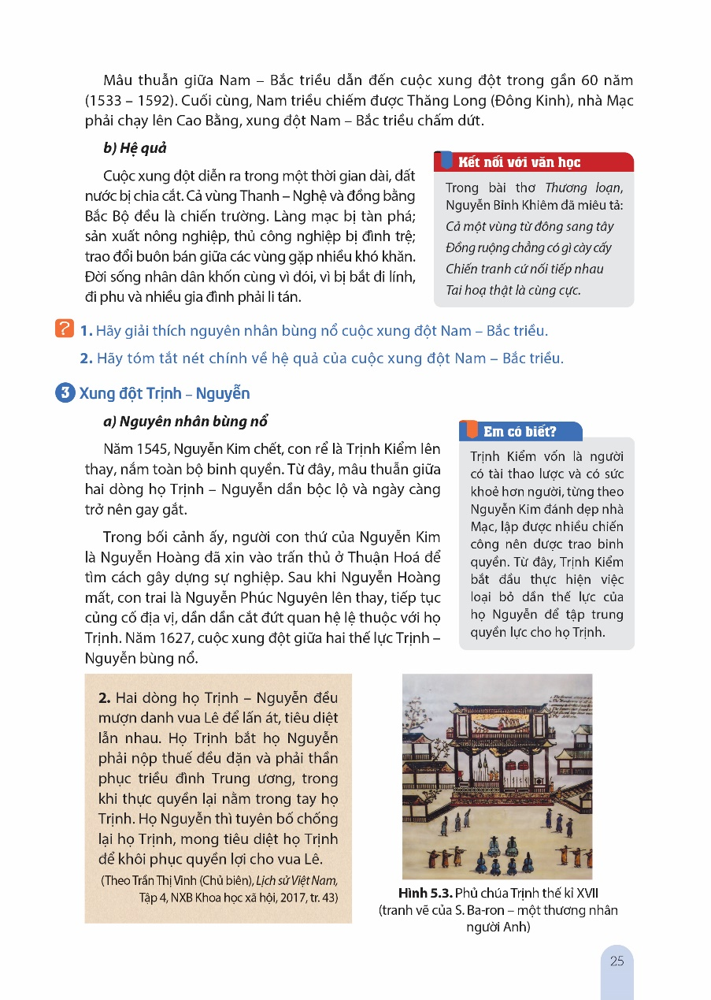 Mâu thuẫn giữa Nam – Bắc triều dẫn đến cuộc xung đột trong gần 60 năm
(1533 – 1592). Cuối cùng, Nam triều chiếm được Thăng Long (Đông Kinh), nhà Mạc
phải chạy lên Cao Bằng, xung đột Nam – Bắc triều chấm dứt.
b) Hệ quả
Cuộc xung đột diễn ra trong một thời gian dài, đất
nước bị chia cắt. Cả vùng Thanh – Nghệ và đồng bằng
Bắc Bộ đều là chiến trường. Làng mạc bị tàn phá;
sản xuất nông nghiệp, thủ công nghiệp bị đình trệ;
trao đổi buôn bán giữa các vùng gặp nhiều khó khăn.
Đời sống nhân dân khốn cùng vì đói, vì bị bắt đi lính,
đi phu và nhiều gia đình phải li tán.
Kết nối với văn học
Trong bài thơ Thương loạn,
Nguyễn Bỉnh Khiêm đã miêu tả:
Cả một vùng từ đông sang tây
Đồng ruộng chẳng có gì cày cấy
Chiến tranh cứ nối tiếp nhau
Tai hoạ thật là cùng cực.
? 1. Hãy giải thích nguyên nhân bùng nổ cuộc xung đột Nam – Bắc triều.
2. Hãy tóm tắt nét chính về hệ quả của cuộc xung đột Nam – Bắc triều.
3 Xung đột Trịnh – Nguyễn
a) Nguyên nhân bùng nổ
Năm 1545, Nguyễn Kim chết, con rể là Trịnh Kiểm lên
thay, nắm toàn bộ binh quyền. Từ đây, mâu thuẫn giữa
hai dòng họ Trịnh – Nguyễn dần bộc lộ và ngày càng
trở nên gay gắt.
Trong bối cảnh ấy, người con thứ của Nguyễn Kim
là Nguyễn Hoàng đã xin vào trấn thủ ở Thuận Hoá để
tìm cách gây dựng sự nghiệp. Sau khi Nguyễn Hoàng
mất, con trai là Nguyễn Phúc Nguyên lên thay, tiếp tục
củng cố địa vị, dần dần cắt đứt quan hệ lệ thuộc với họ
Trịnh. Năm 1627, cuộc xung đột giữa hai thế lực Trịnh –
Nguyễn bùng nổ.
Em có biết?
Trịnh Kiểm vốn là người
có tài thao lược và có sức
khoẻ hơn người, từng theo
Nguyễn Kim đánh dẹp nhà
Mạc, lập được nhiều chiến
công nên được trao binh
quyền. Từ đây, Trịnh Kiểm
bắt đầu thực hiện việc
loại bỏ dần thế lực của
họ Nguyễn để tập trung
quyền lực cho họ Trịnh.
2. Hai dòng họ Trịnh – Nguyễn đều
mượn danh vua Lê để lấn át, tiêu diệt
lẫn nhau. Họ Trịnh bắt họ Nguyễn
phải nộp thuế đều đặn và phải thần
phục triều đình Trung ương, trong
khi thực quyền lại nằm trong tay họ
Trịnh. Họ Nguyễn thì tuyên bố chống
lại họ Trịnh, mong tiêu diệt họ Trịnh
để khôi phục quyền lợi cho vua Lê.
(Theo Trần Thị Vinh (Chủ biên), Lịch sử Việt Nam,
Tập 4, NXB Khoa học xã hội, 2017, tr. 43)
Hình 5.3. Phủ chúa Trịnh thế kỉ XVII
(tranh vẽ của S. Ba-ron – một thương nhân
người Anh)
25